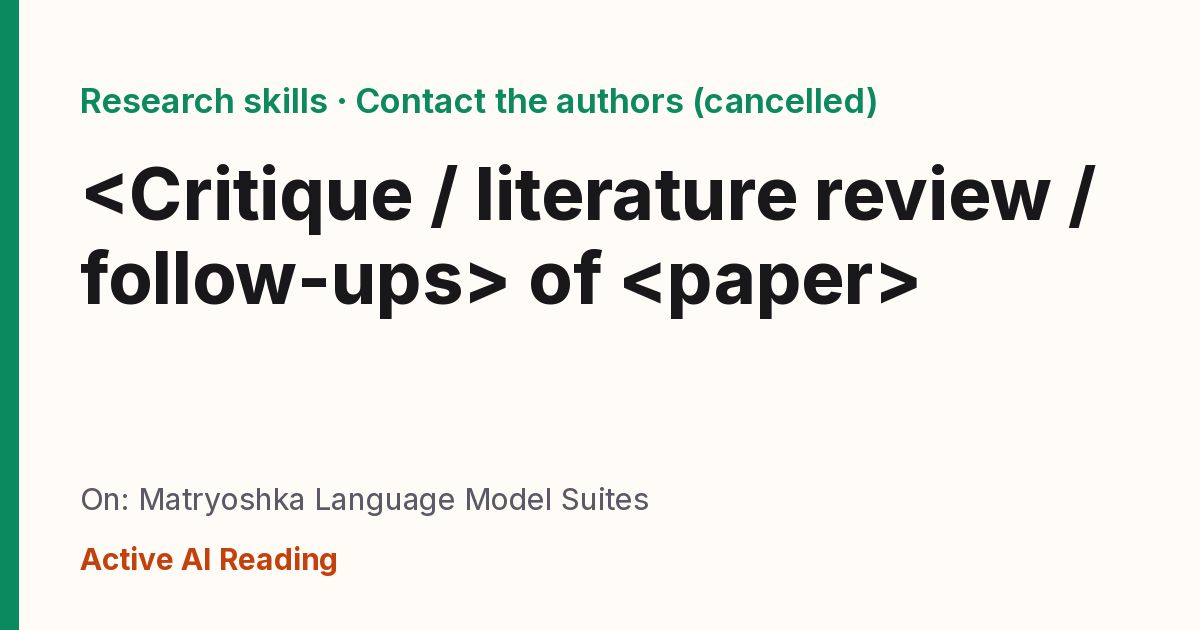 Research skills · Contact the authors (cancelled)
<Critique / literature review /
follow-ups> of <paper>
On: Matryoshka Language Model Suites
Active AI Reading